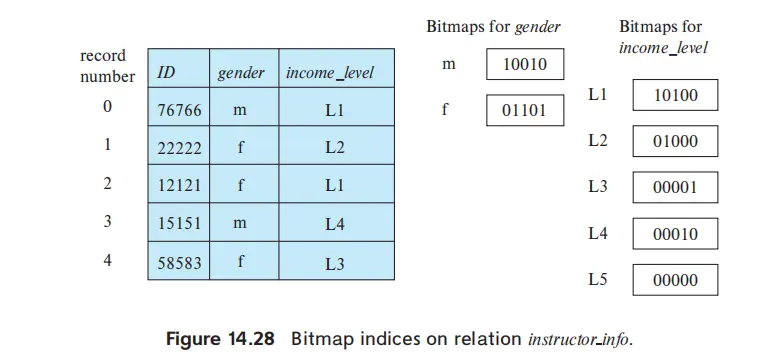 Bitmaps for gender
Bitmaps for
income_level
record
number
ID gender income_level
m 10010
f 01101
0 76766 m L1
1 22222 f L2
2 12121 f L1
3 15151 m L4
4 58583 f L3
L1 10100
L2 01000
L3 00001
L4 00010
L5 00000
Figure 14.28 Bitmap indices on relation instructor_info.